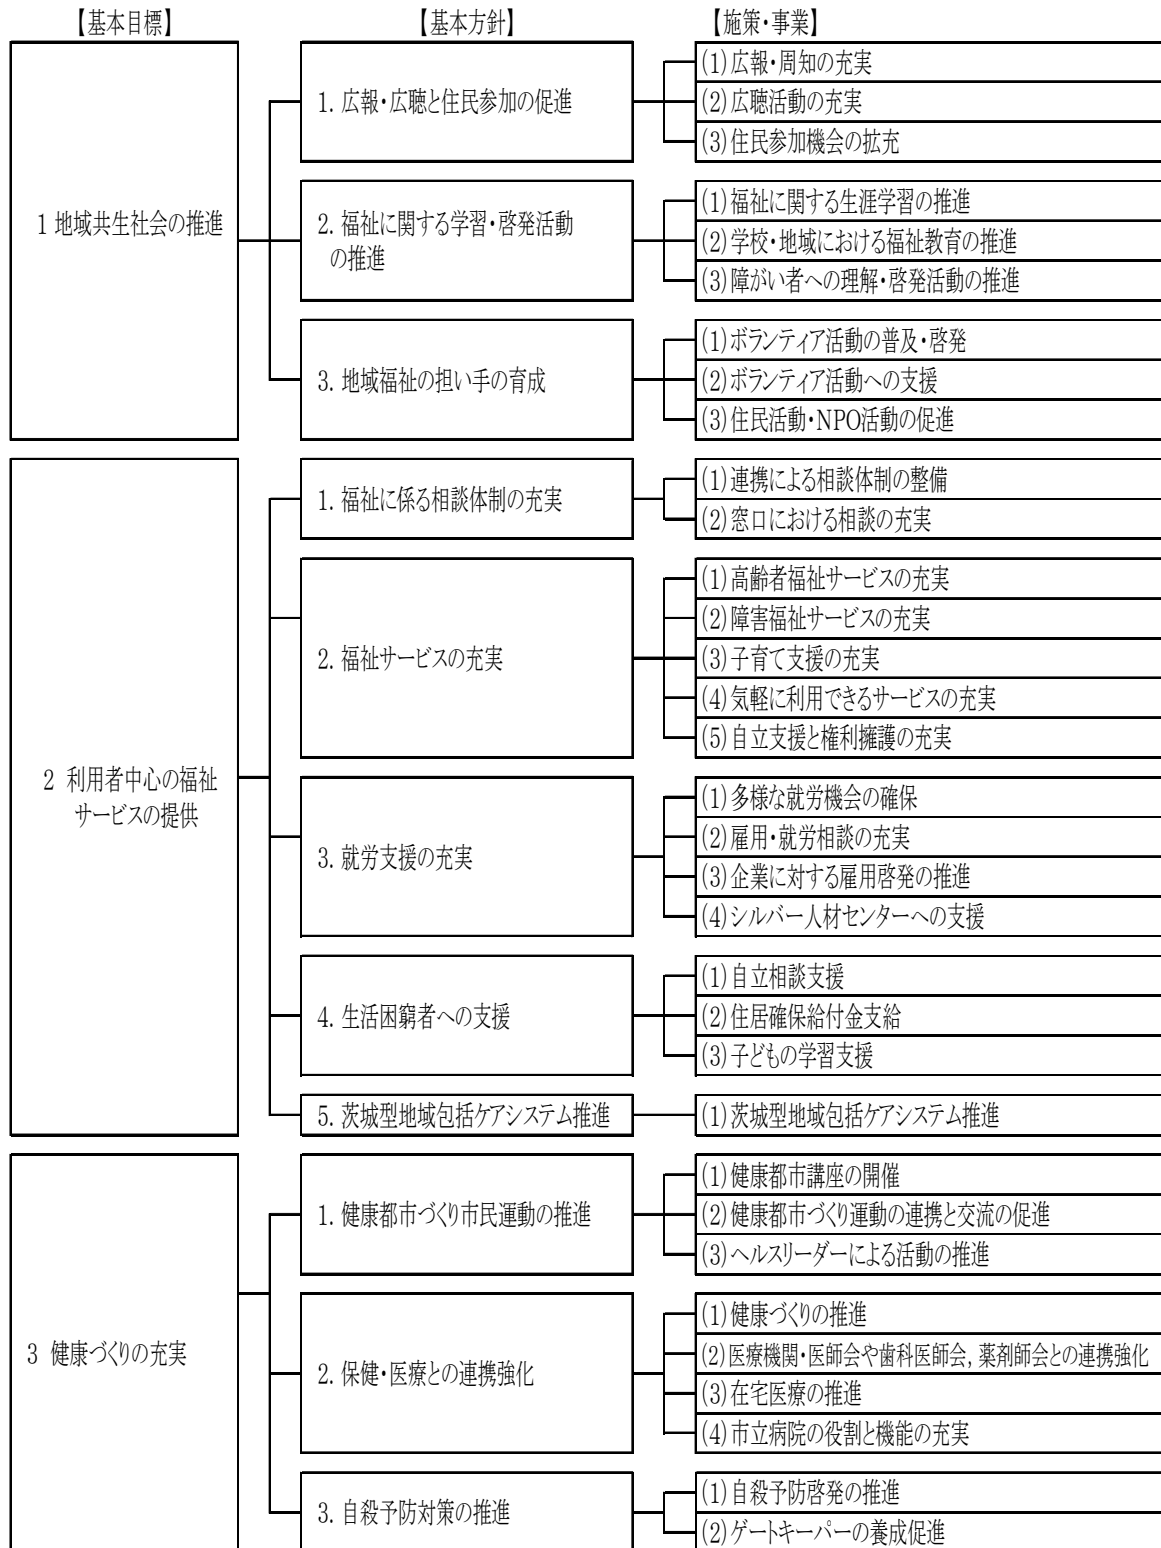 【基本目標】
【基本方針】
【施策・事業】
1 地域共生社会の推進
1. 広報・広聴と住民参加の促進
(1)広報・周知の充実
(2)広聴活動の充実
(3)住民参加機会の拡充
2. 福祉に関する学習・啓発活動
の推進
(1)福祉に関する生涯学習の推進
(2)学校・地域における福祉教育の推進
(3)障がい者への理解・啓発活動の推進
3. 地域福祉の担い手の育成
(1)ボランティア活動の普及・啓発
(2)ボランティア活動への支援
(3)住民活動・NPO活動の促進
2 利用者中心の福祉
サービスの提供
1. 福祉に係る相談体制の充実
(1)連携による相談体制の整備
(2)窓口における相談の充実
2. 福祉サービスの充実
(1)高齢者福祉サービスの充実
(2)障害福祉サービスの充実
(3)子育て支援の充実
(4)気軽に利用できるサービスの充実
(5)自立支援と権利擁護の充実
3. 就労支援の充実
(1)多様な就労機会の確保
(2)雇用・就労相談の充実
(3)企業に対する雇用啓発の推進
(4)シルバー人材センターへの支援
4. 生活困窮者への支援
(1)自立相談支援
(2)住居確保給付金支給
(3)子どもの学習支援
5. 茨城型地域包括ケアシステム推進
(1)茨城型地域包括ケアシステム推進
3 健康づくりの充実
1. 健康都市づくり市民運動の推進
(1)健康都市講座の開催
(2)健康都市づくり運動の連携と交流の促進
(3)ヘルスリーダーによる活動の推進
2. 保健・医療との連携強化
(1)健康づくりの推進
(2)医療機関・医師会や歯科医師会，薬剤師会との連携強化
(3)在宅医療の推進
(4)市立病院の役割と機能の充実
3. 自殺予防対策の推進
(1)自殺予防啓発の推進
(2)ゲートキーパーの養成促進